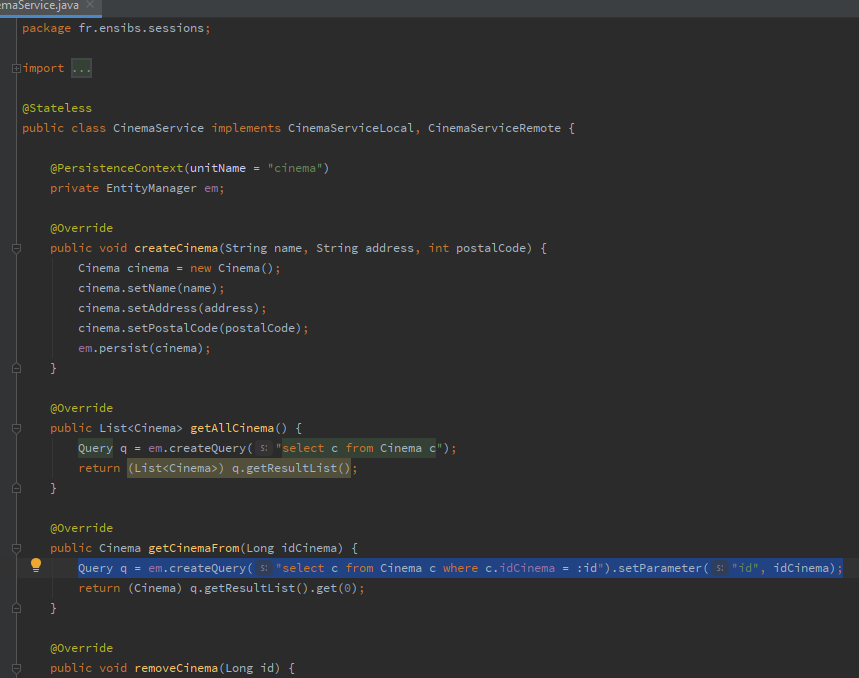 emaService.java
package fr.ensibs.sessions;
import ...
@Stateless
public class CinemaService implements CinemaServiceLocal, CinemaServiceRemote {
@PersistenceContext(unitName = "cinema")
private EntityManager em;
@Override
public void createCinema(String name, String address, int postalCode) {
Cinema cinema = new Cinema();
cinema.setName(name);
cinema.setAddress(address);
cinema.setPostalCode(postalCode);
em.persist(cinema);
}
@Override
public List<Cinema> getAllCinema() {
Query q = em.createQuery( s: "select c from Cinema c");
return (List<Cinema>) q.getResultList();
}
@Override
public Cinema getCinemaFrom(Long idCinema) {
Query q = em.createQuery( s: "select c from Cinema c where c.idCinema = :id").setParameter( s: "id", idCinema);
return (Cinema) q.getResultList().get(0);
}
@Override
public void removeCinema(Long id) {